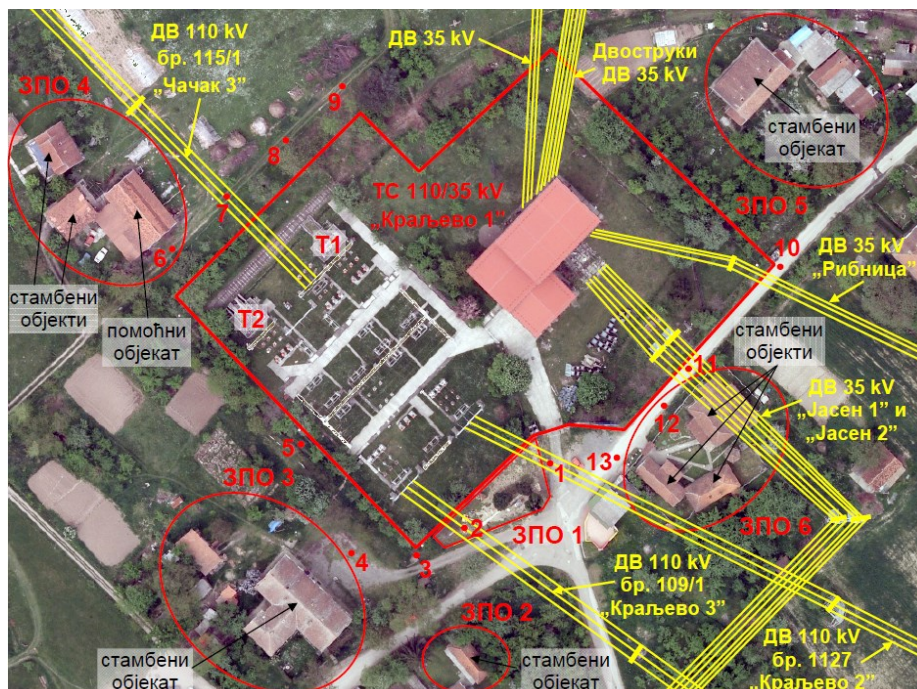 ДВ 110 kV
бр. 115/1
„Чачак 3”
ДВ 35 kV
Двоструки
ДВ 35 kV
ЗПО 4
9
8
7
6
стамбени
објекат
стамбени
објекти
помоћни
објекат
ТС 110/35 kV
„Краљево 1”
Т1
Т2
стамбени
објекат
ЗПО 5
10
ДВ 35 kV
„Рибница”
стамбени
објекти
11
12
13
ДВ 35 kV
„Јасен 1” и
„Јасен 2”
5
ЗПО 3
4
3
2
1
ЗПО 1
ЗПО 6
ДВ 110 kV
бр. 109/1
„Краљево 3”
ЗПО 2
стамбени
објекат
стамбени
објекат
ДВ 110 kV
бр. 1127
„Краљево 2”